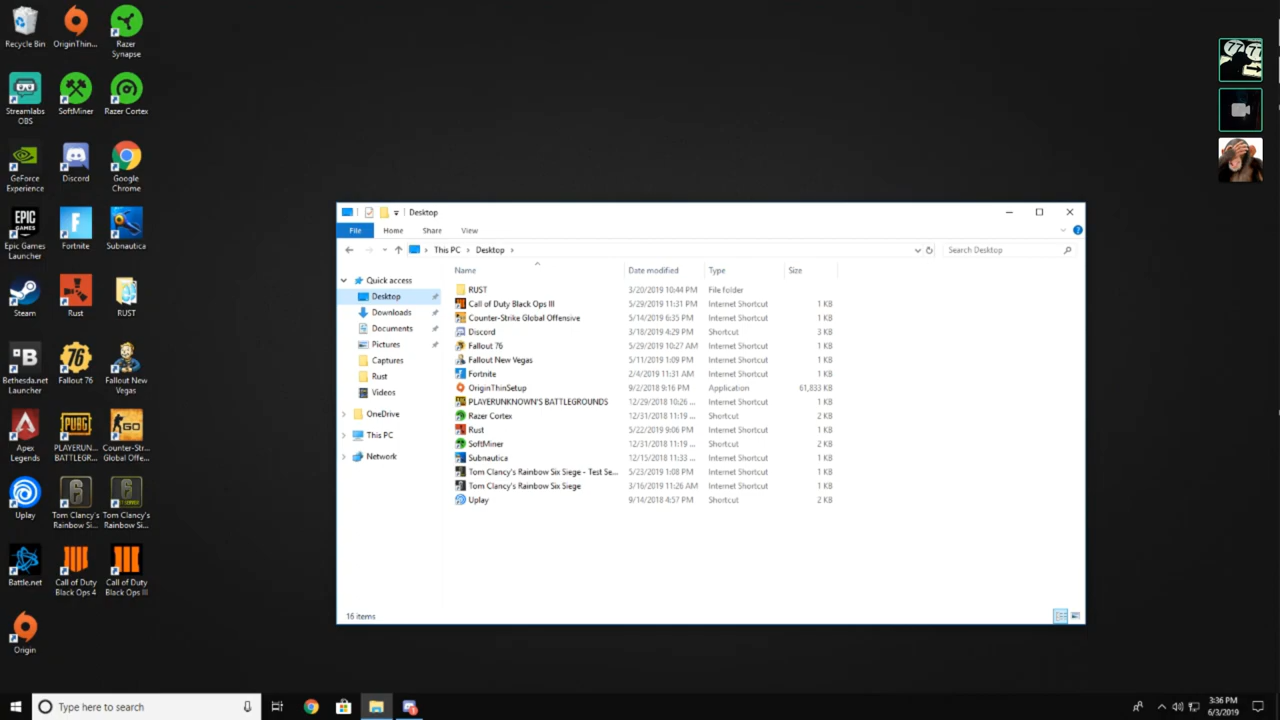 Recycle Bin
OriginThin...
Razer
Synapse
Streamlabs
OBS
SoftMiner
Razer Cortex
GeForce
Experience
Discord
Google
Chrome
EPIC
GAMES
Epic Games
Launcher
Fortnite
Subnautica
Steam
Rust
RUST
Bethesda.net
Launcher
76
Fallout 76
Fallout New
Vegas
Apex
Legends
PUBG
PLAYERUN...
BATTLEGR...
GO
Counter-Str...
Global Offe...
Uplay
Tom Clancy's
Rainbow Si...
Tom Clancy's
Rainbow Si...
Battle.net
Call of Duty
Black Ops 4
Call of Duty
Black Ops III
Origin
Desktop
File Home Share View
This PC > Desktop >
Search Desktop
Name Date modified Type Size
Quick access
Desktop
Downloads
Documents
Pictures
Captures
Rust
Videos
OneDrive
This PC
Network
RUST 3/20/2019 10:44 PM File folder
Call of Duty Black Ops III 5/29/2019 11:31 PM Internet Shortcut 1 KB
Counter-Strike Global Offensive 5/14/2019 6:35 PM Internet Shortcut 1 KB
Discord 3/16/2019 4:29 PM Shortcut 3 KB
Fallout 76 5/29/2019 10:27 AM Internet Shortcut 1 KB
Fallout New Vegas 5/11/2019 1:09 PM Internet Shortcut 1 KB
Fortnite 2/4/2019 11:31 AM Internet Shortcut 1 KB
OriginThinSetup 9/2/2018 9:16 PM Application 61,833 KB
PLAYERUNKNOWN'S BATTLEGROUNDS 12/29/2018 10:26 ... Internet Shortcut 1 KB
Razer Cortex 12/31/2018 11:19 ... Shortcut 2 KB
Rust 5/22/2019 9:06 PM Internet Shortcut 1 KB
SoftMiner 12/31/2018 11:19 ... Shortcut 2 KB
Subnautica 12/15/2018 11:33 ... Internet Shortcut 1 KB
Tom Clancy's Rainbow Six Siege - Test Se... 5/23/2019 1:08 PM Internet Shortcut 1 KB
Tom Clancy's Rainbow Six Siege 3/16/2019 11:26 AM Internet Shortcut 1 KB
Uplay 9/14/2018 4:57 PM Shortcut 2 KB
16 items
Type here to search
3:36 PM
6/3/2019